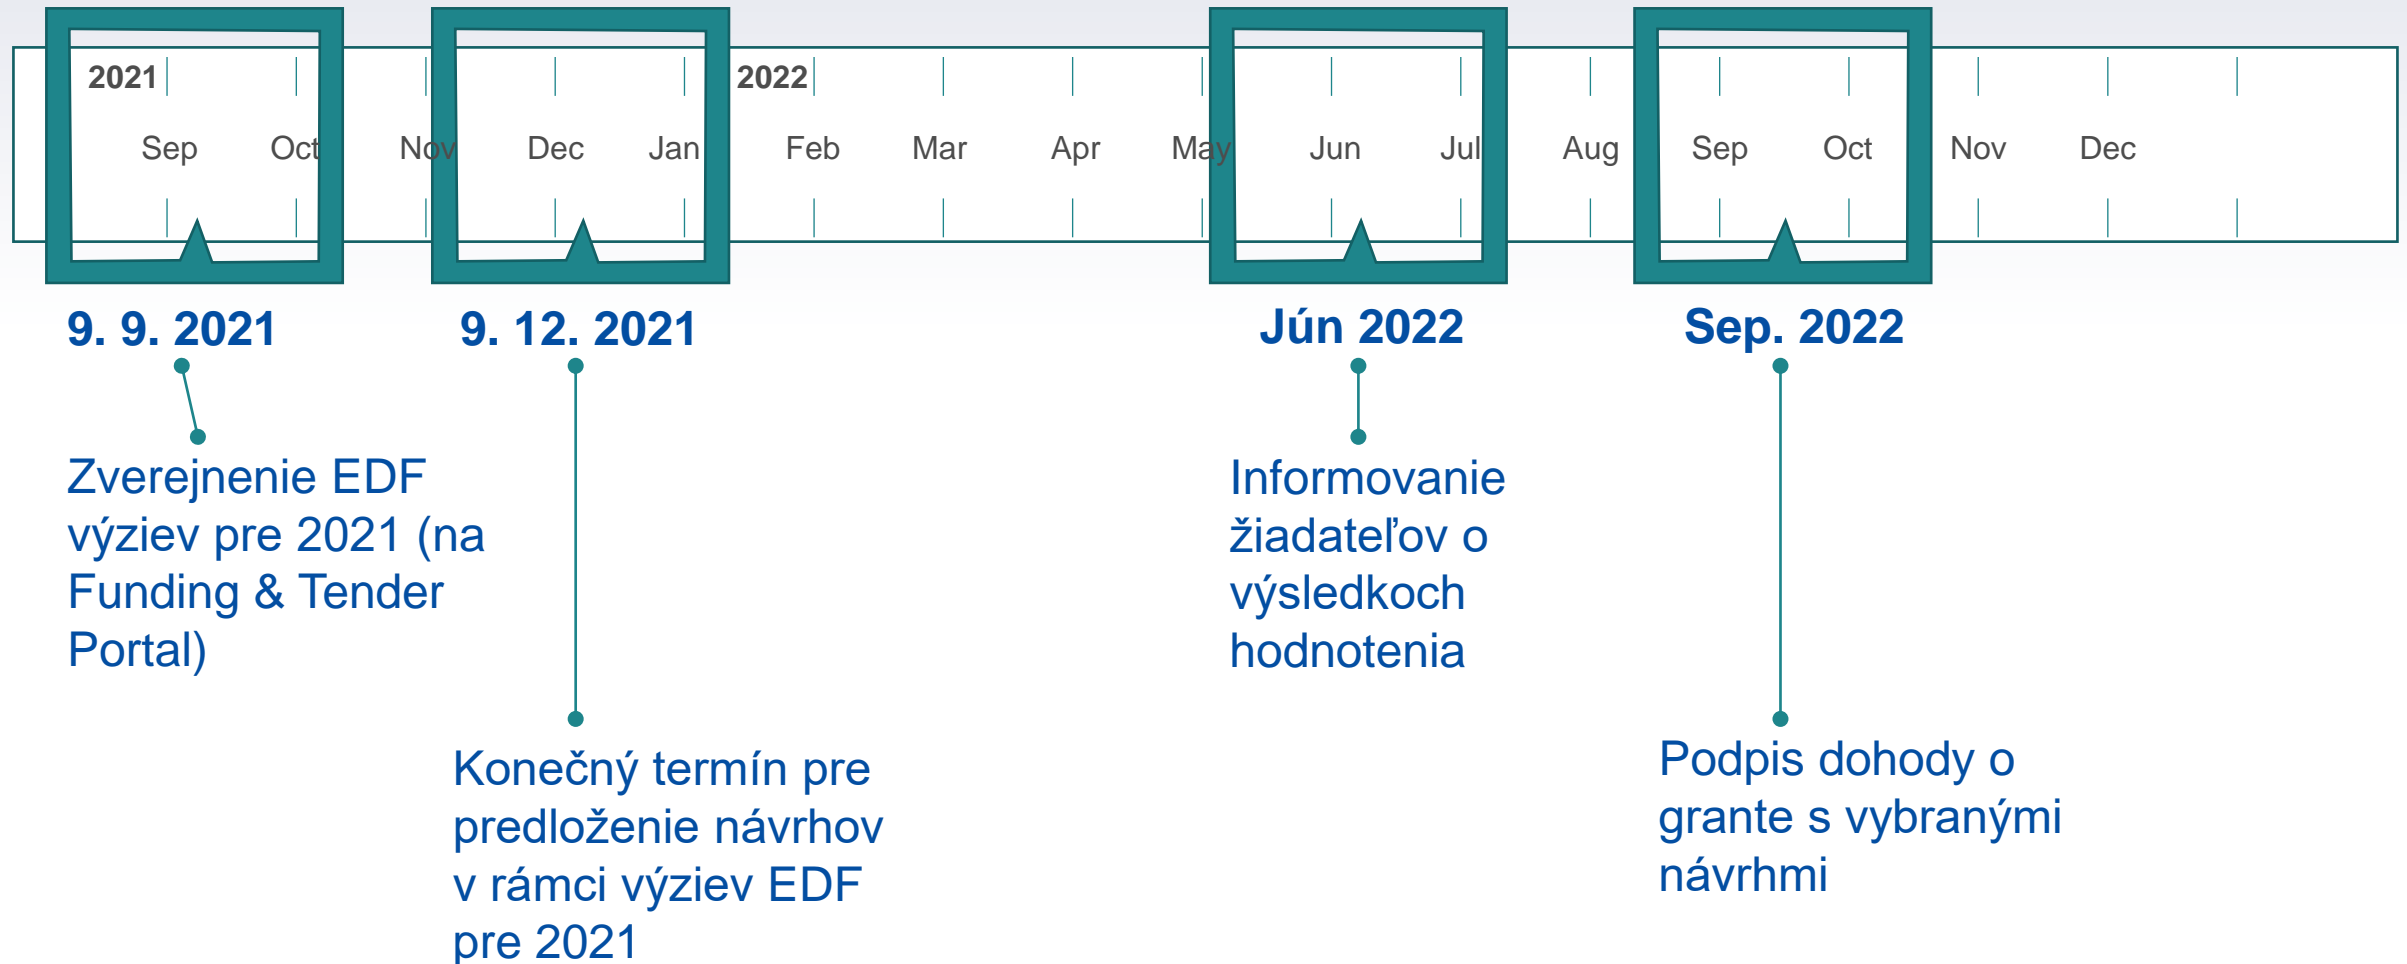 2021 2022
Sep Oct Nov Dec Jan Feb Mar Apr May Jun Jul Aug Sep Oct Nov Dec
9. 9. 2021
Zverejnenie EDF
výziev pre 2021 (na
Funding & Tender
Portal)
9. 12. 2021
Konečný termín pre
predloženie návrhov
v rámci výziev EDF
pre 2021
Jún 2022
Informovanie
žiadateľov o
výsledkoch
hodnotenia
Sep. 2022
Podpis dohody o
grante s vybranými
návrhmi